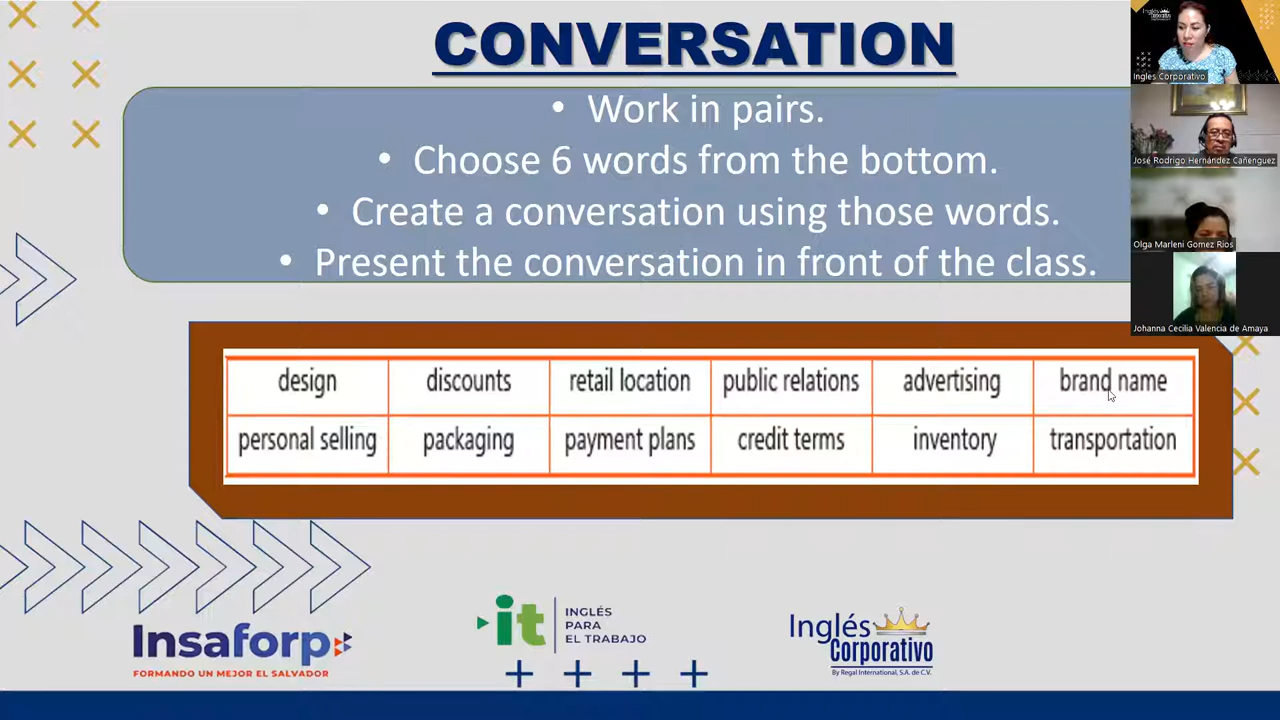 CONVERSATION
• Work in pairs.
• Choose 6 words from the bottom.
• Create a conversation using those words.
• Present the conversation in front of the class.
design discounts retail location public relations advertising brand name
personal selling packaging payment plans credit terms inventory transportation
Insaforp
FORMANDO UN MEJOR EL SALVADOR
it
INGLÉS
PARA
EL TRABAJO
Inglés
Corporativo
By Regal International, S.A. de C.V.
Inglés
Corporativo
Ingles Corporativo
José Rodrigo Hernández Cañenguez
Olga Marleni Gomez Rios
Johanna Cecilia Valencia de Amaya